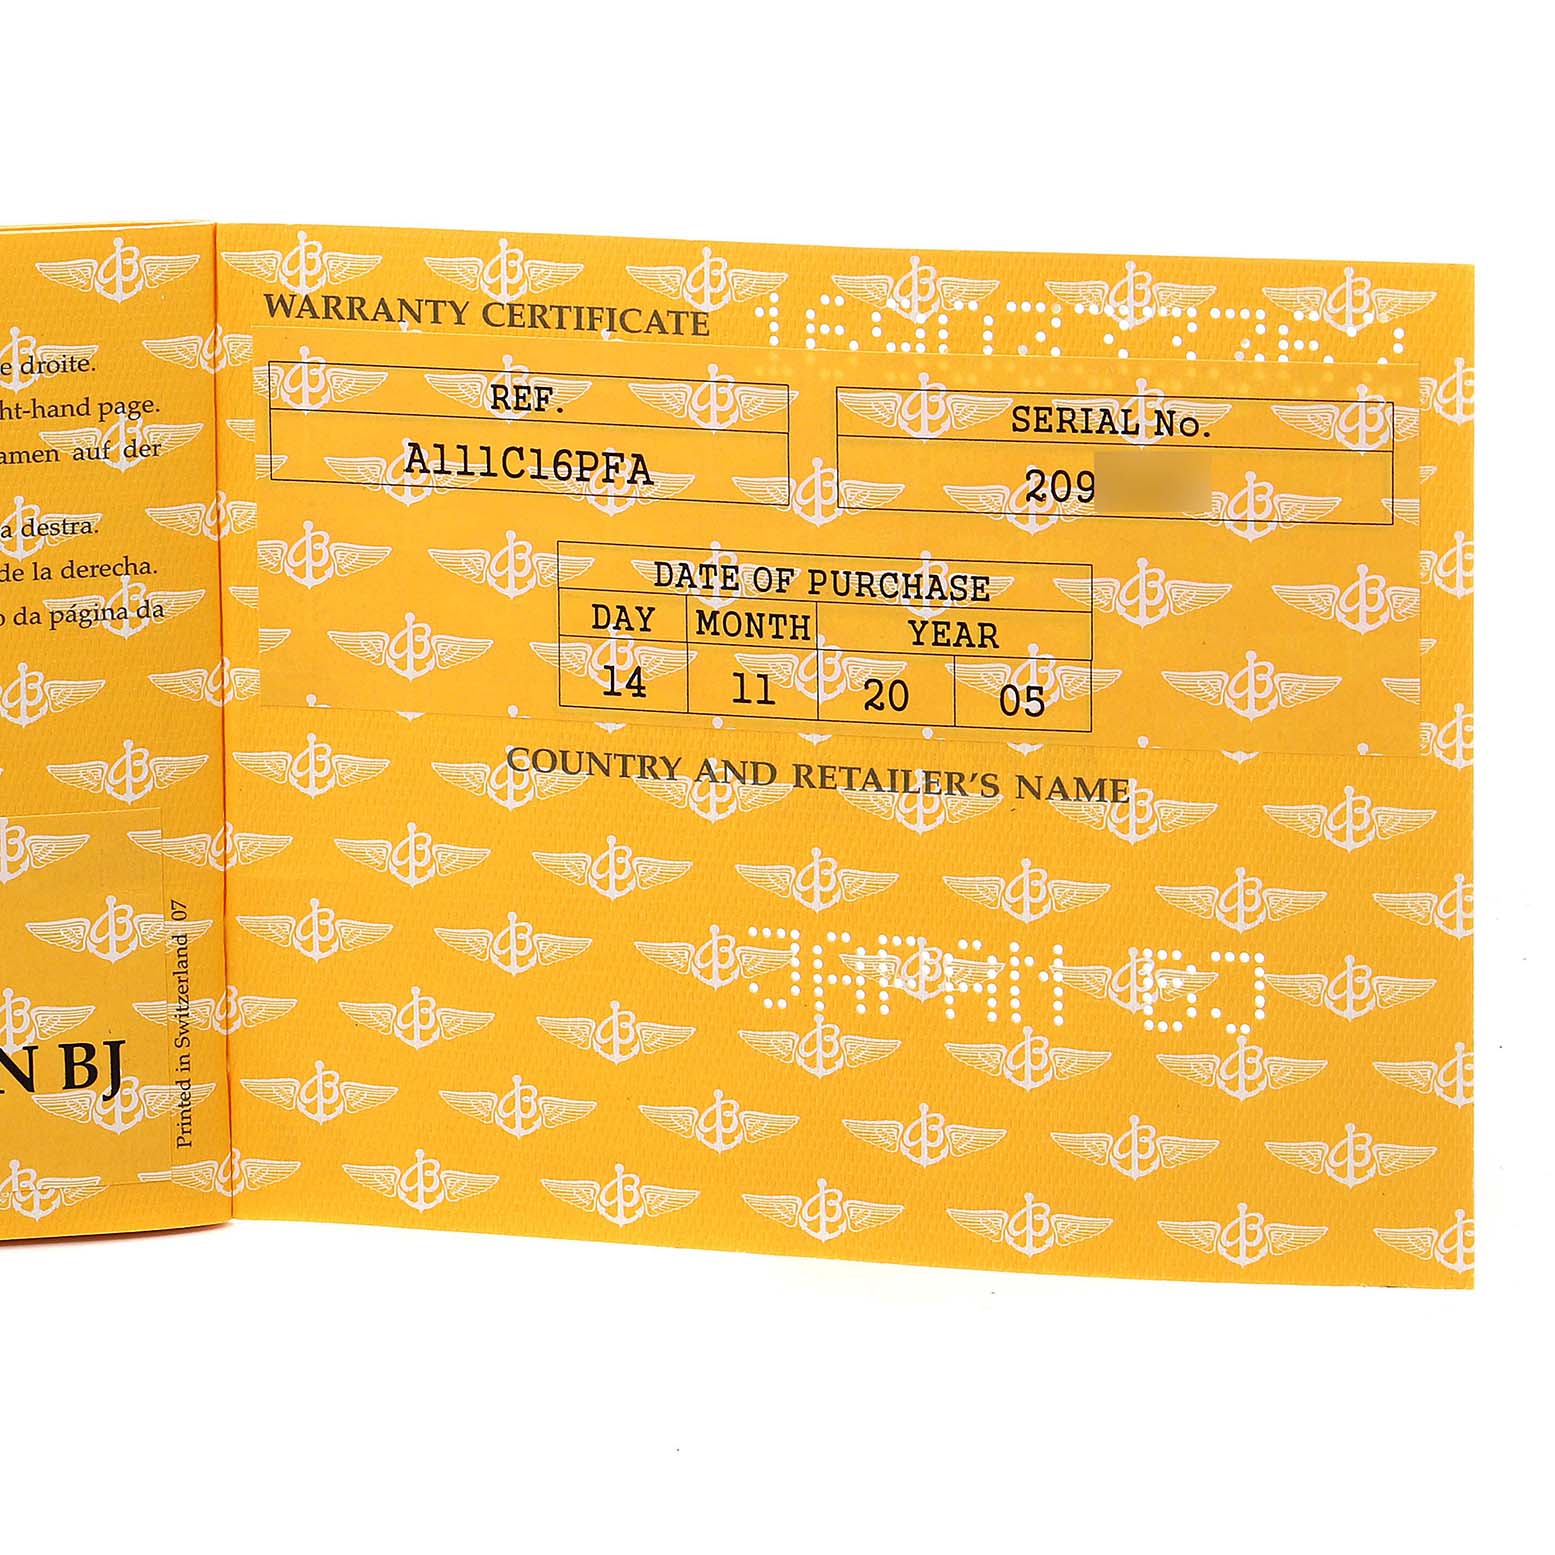 e droite.
ht-hand page.
amen auf der
a destra.
de la derecha.
o da página da
N BJ
Printed in Switzerland 07
WARRANTY CERTIFICATE
REF.
A111C16PFA
SERIAL No.
209
DATE OF PURCHASE
DAY MONTH YEAR
14 11 20 05
COUNTRY AND RETAILER'S NAME
JAPAN BJ